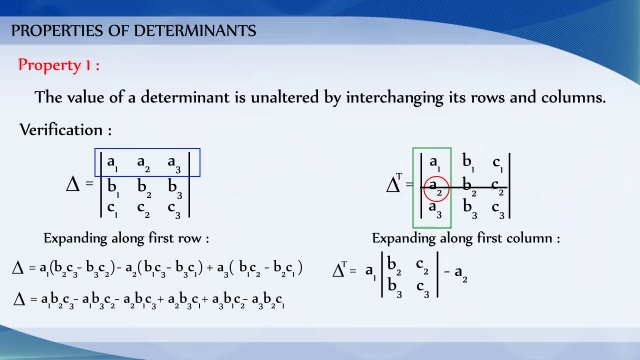 PROPERTIES OF DETERMINANTS
Property 1 :
The value of a determinant is unaltered by interchanging its rows and columns.
Verification :
Δ = | a₁ a₂ a₃ |
| b₁ b₂ b₃ |
| c₁ c₂ c₃ |
Δᵀ = | a₁ b₁ c₁ |
| a₂ b₂ c₂ |
| a₃ b₃ c₃ |
Expanding along first row :
Δ = a₁(b₂c₃- b₃c₂)- a₂(b₁c₃- b₃c₁) + a₃( b₁c₂ - b₂c₁)
Δ = a₁b₂c₃- a₁b₃c₂- a₂b₁c₃+ a₂b₃c₁+ a₃b₁c₂- a₃b₂c₁
Expanding along first column :
Δᵀ = a₁ | b₂ c₂ | - a₂
| b₃ c₃ |